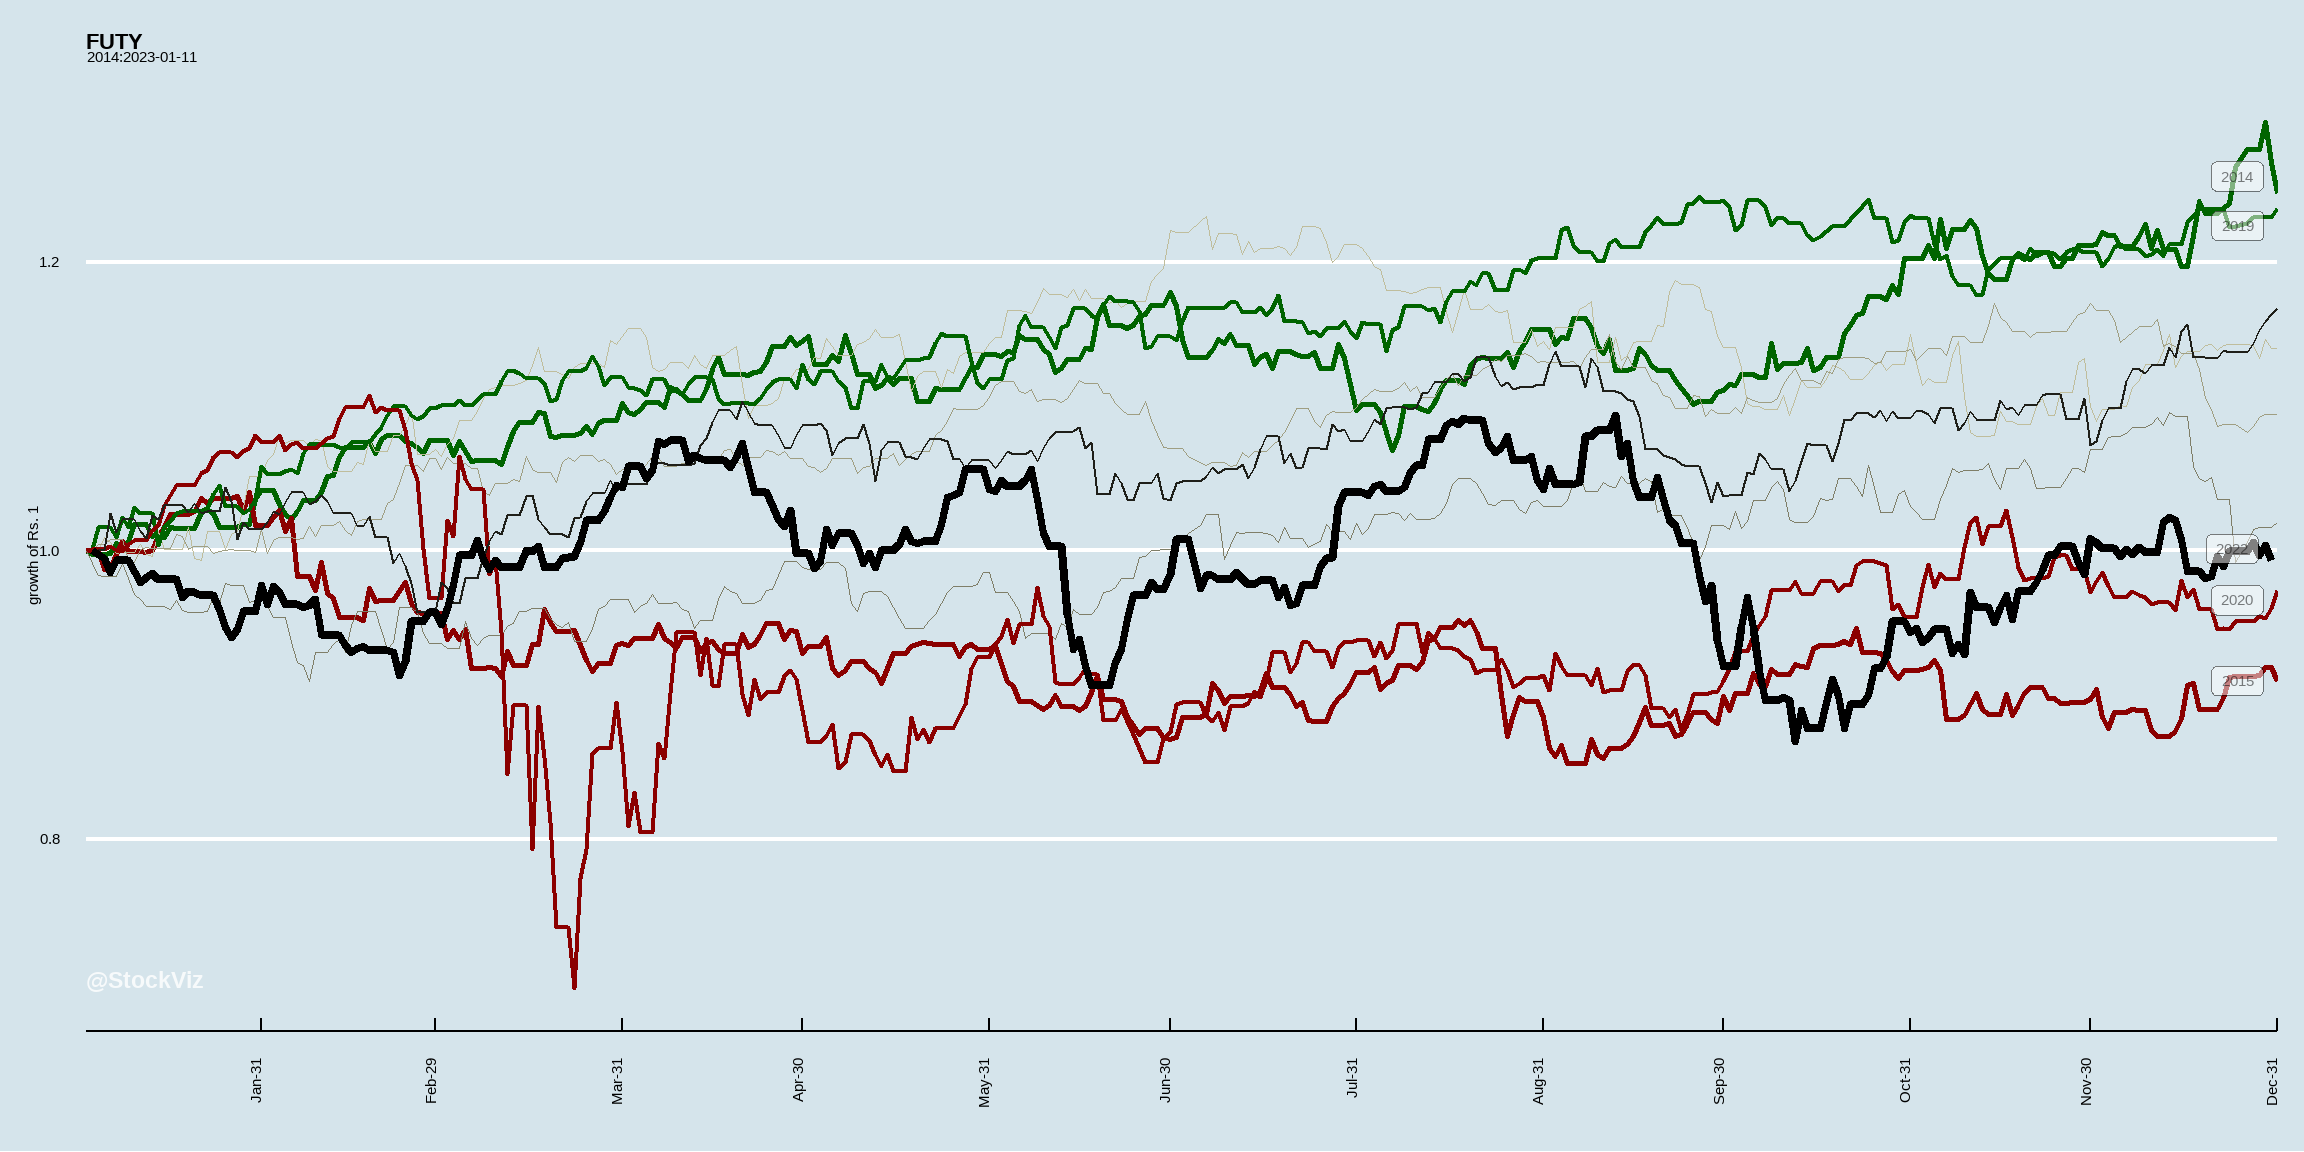 FUTY
2014:2023-01-11
growth of Rs. 1
1.2
1.0
0.8
2014
2019
2022
2020
2015
@StockViz
Jan-31
Feb-29
Mar-31
Apr-30
May-31
Jun-30
Jul-31
Aug-31
Sep-30
Oct-31
Nov-30
Dec-31